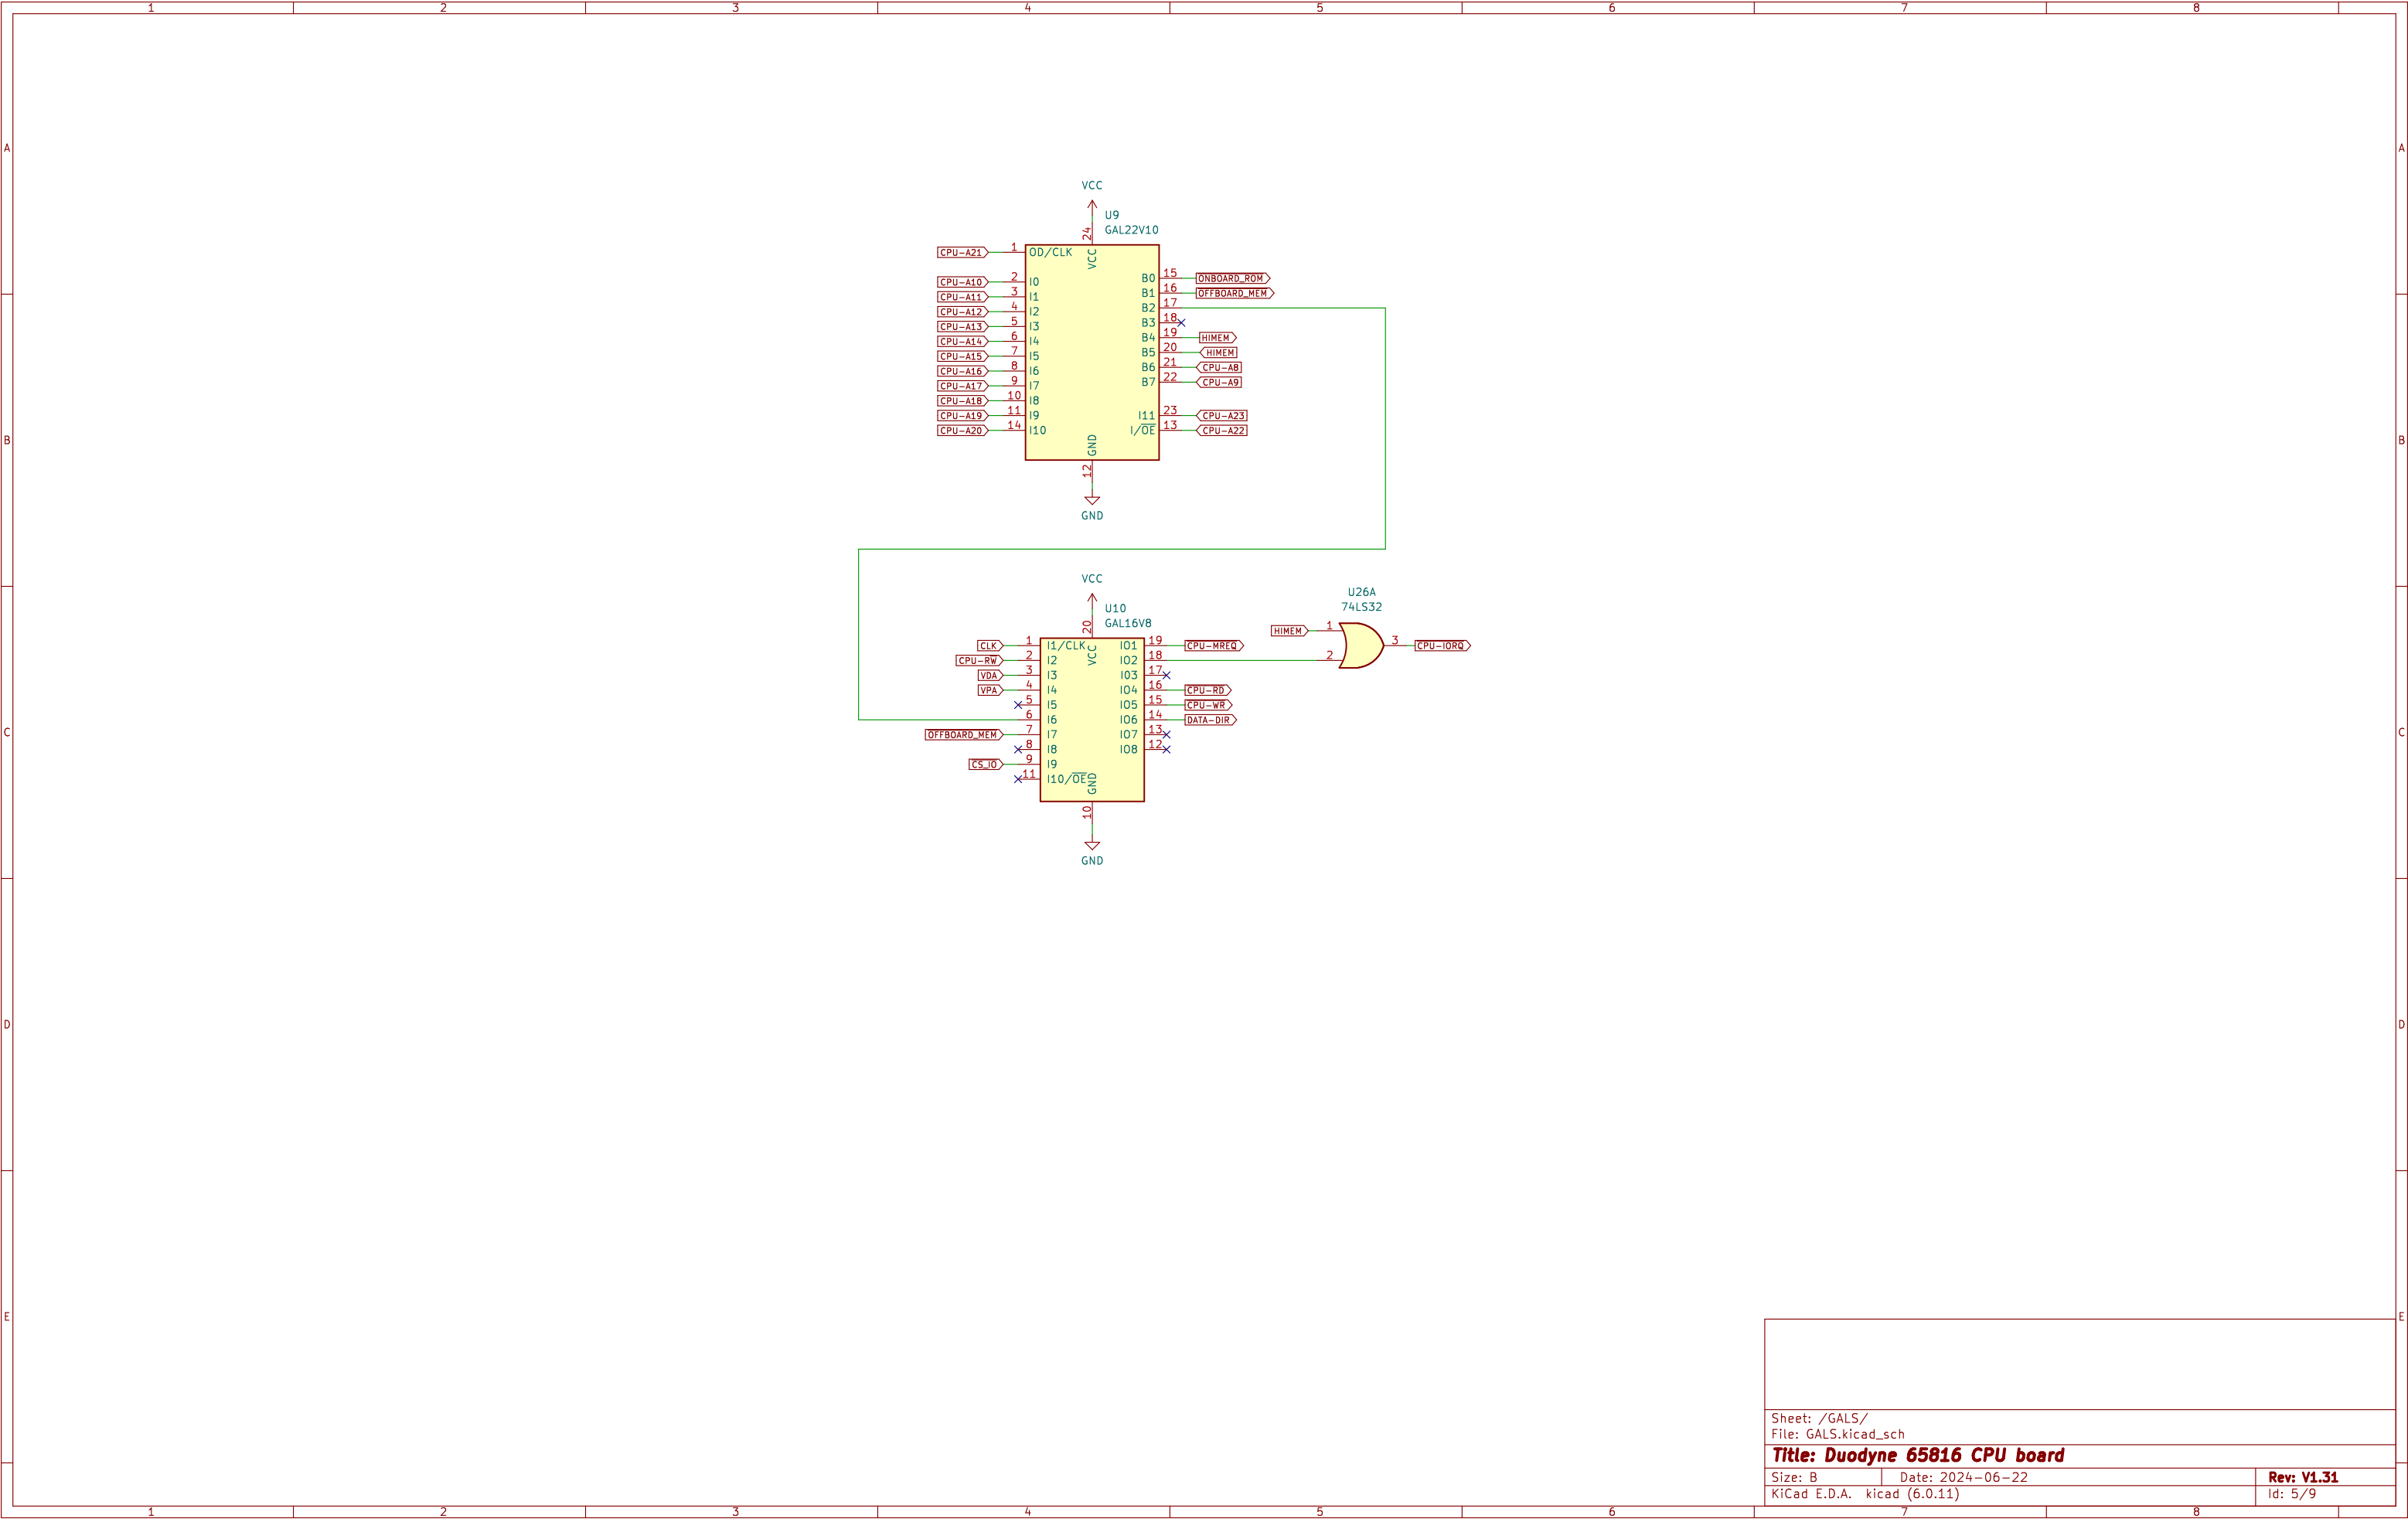 1 2 3 4 5 6 7 8
A A
B B
C C
D D
E E
VCC
U9
GAL22V10
24
VCC
CPU-A21 1 OD/CLK
CPU-A10 2 I0
CPU-A11 3 I1
CPU-A12 4 I2
CPU-A13 5 I3
CPU-A14 6 I4
CPU-A15 7 I5
CPU-A16 8 I6
CPU-A17 9 I7
CPU-A18 10 I8
CPU-A19 11 I9
CPU-A20 14 I10
B0 15 ONBOARD_ROM
B1 16 OFFBOARD_MEM
B2 17
B3 18
B4 19 HIMEM
B5 20 HIMEM
B6 21 CPU-A8
B7 22 CPU-A9
I11 23 CPU-A23
I/OE 13 CPU-A22
GND
12
GND
VCC
U10
GAL16V8
20
VCC
CLK 1 I1/CLK
CPU-RW 2 I2
VDA 3 I3
VPA 4 I4
5 I5
6 I6
OFFBOARD_MEM 7 I7
8 I8
CS_IO 9 I9
11 I10/OE
IO1 19 CPU-MREQ
IO2 18
I03 17
IO4 16 CPU-RD
IO5 15 CPU-WR
IO6 14 DATA-DIR
IO7 13
IO8 12
GND
10
GND
U26A
74LS32
HIMEM 1
2
3 CPU-IORQ
Sheet: /GALS/
File: GALS.kicad_sch
Title: Duodyne 65816 CPU board
Size: B Date: 2024-06-22 Rev: V1.31
KiCad E.D.A. kicad (6.0.11) Id: 5/9
1 2 3 4 5 6 7 8